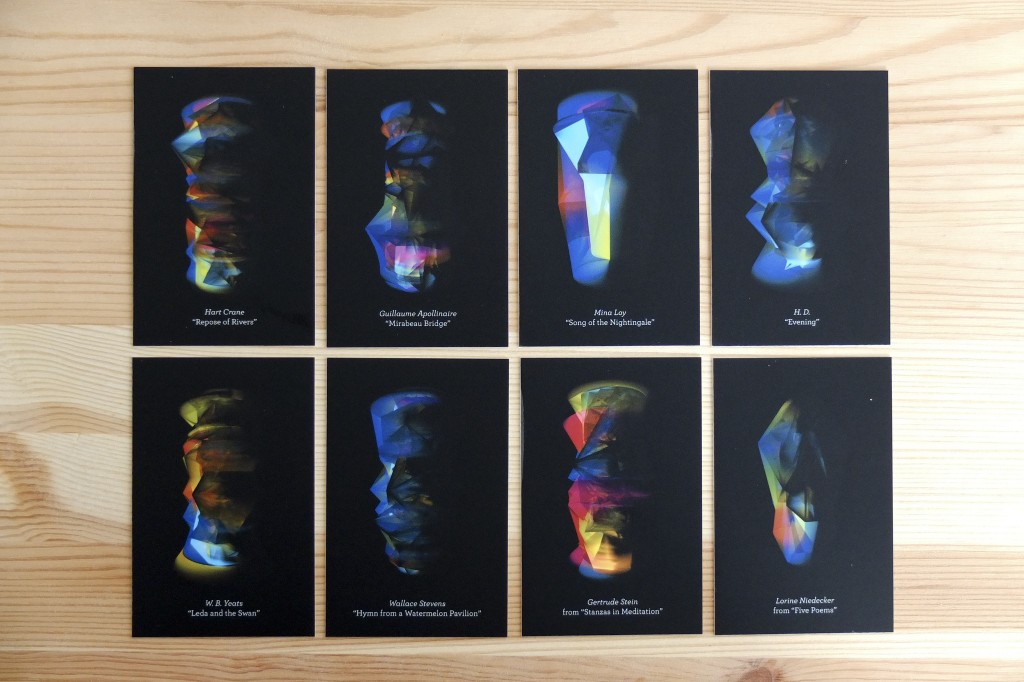 Hart Crane
“Repose of Rivers”
Guillaume Apollinaire
“Mirabeau Bridge”
Mina Loy
“Song of the Nightingale”
H. D.
“Evening”
W. B. Yeats
“Leda and the Swan”
Wallace Stevens
“Hymn from a Watermelon Pavilion”
Gertrude Stein
from “Stanzas in Meditation”
Lorine Niedecker
from “Five Poems”